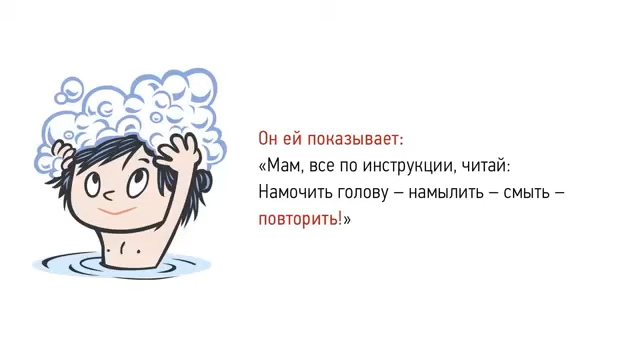 Он ей показывает:
«Мам, все по инструкции, читай:
Намочить голову – намылить – смыть –
повторить!»